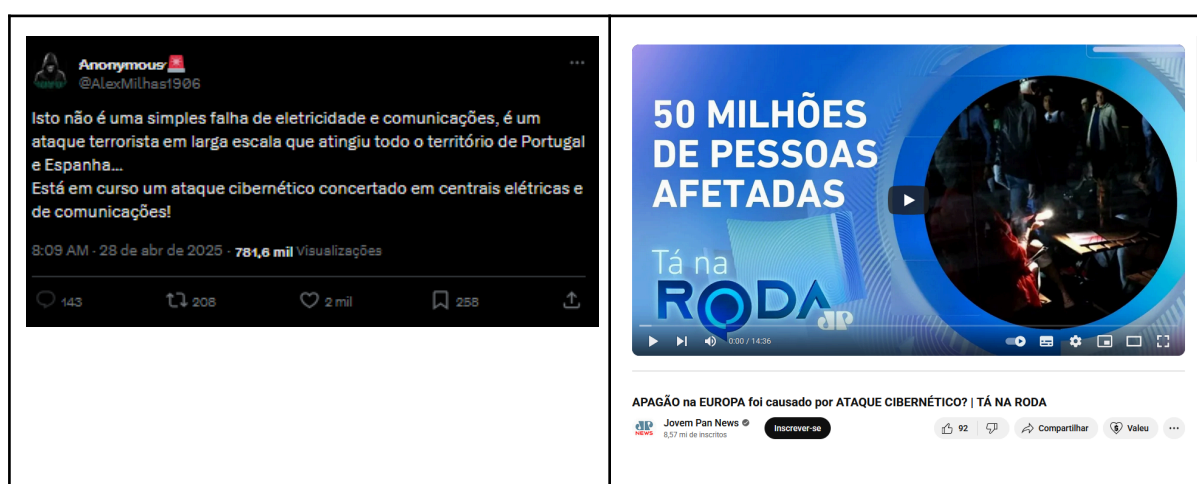 Anonymous🚨
@AlexMilhas1906
Isto não é uma simples falha de eletricidade e comunicações, é um
ataque terrorista em larga escala que atingiu todo o território de Portugal
e Espanha...
Está em curso um ataque cibernético concertado em centrais elétricas e
de comunicações!
8:09 AM · 28 de abr de 2025 · 781,6 mil Visualizações
143 208 2 mil 258
50 MILHÕES
DE PESSOAS
AFETADAS
Tá na
RODA
JP
0:00 / 14:36
APAGÃO na EUROPA foi causado por ATAQUE CIBERNÉTICO? | TÁ NA RODA
JP
NEWS
Jovem Pan News
8,57 mi de inscritos
Inscrever-se
92
Compartilhar
Valeu